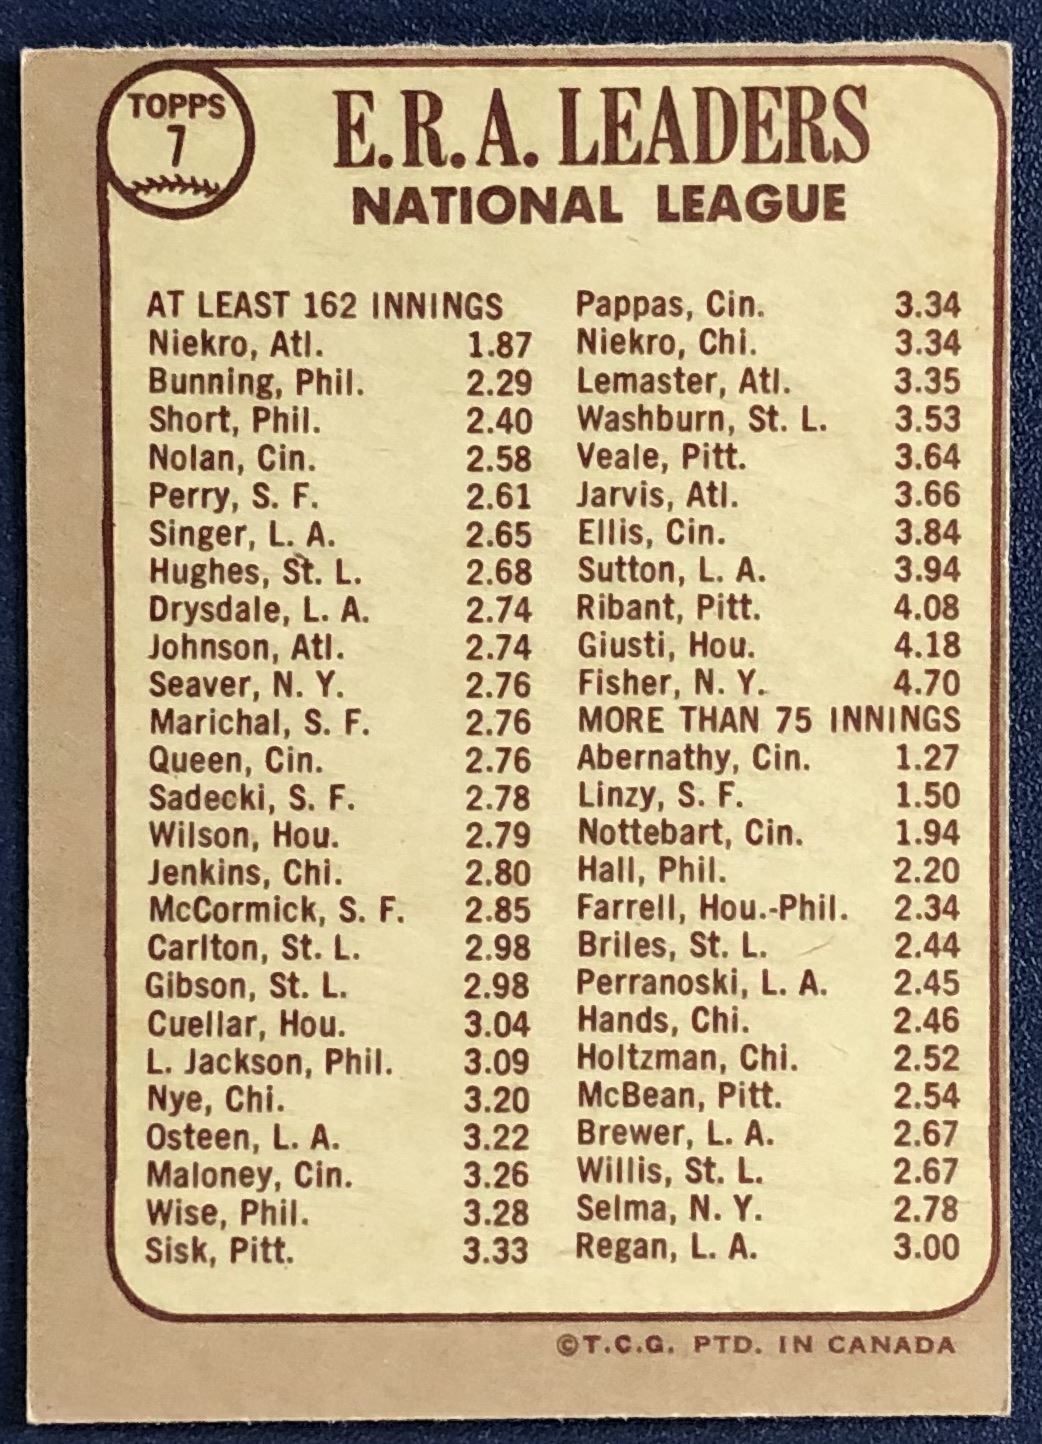 TOPPS
7
E.R.A. LEADERS
NATIONAL LEAGUE
AT LEAST 162 INNINGS
Niekro, Atl. 1.87
Bunning, Phil. 2.29
Short, Phil. 2.40
Nolan, Cin. 2.58
Perry, S. F. 2.61
Singer, L. A. 2.65
Hughes, St. L. 2.68
Drysdale, L. A. 2.74
Johnson, Atl. 2.74
Seaver, N. Y. 2.76
Marichal, S. F. 2.76
Queen, Cin. 2.76
Sadecki, S. F. 2.78
Wilson, Hou. 2.79
Jenkins, Chi. 2.80
McCormick, S. F. 2.85
Carlton, St. L. 2.98
Gibson, St. L. 2.98
Cuellar, Hou. 3.04
L. Jackson, Phil. 3.09
Nye, Chi. 3.20
Osteen, L. A. 3.22
Maloney, Cin. 3.26
Wise, Phil. 3.28
Sisk, Pitt. 3.33
Pappas, Cin. 3.34
Niekro, Chi. 3.34
Lemaster, Atl. 3.35
Washburn, St. L. 3.53
Veale, Pitt. 3.64
Jarvis, Atl. 3.66
Ellis, Cin. 3.84
Sutton, L. A. 3.94
Ribant, Pitt. 4.08
Giusti, Hou. 4.18
Fisher, N. Y. 4.70
MORE THAN 75 INNINGS
Abernathy, Cin. 1.27
Linzy, S. F. 1.50
Nottebart, Cin. 1.94
Hall, Phil. 2.20
Farrell, Hou.-Phil. 2.34
Briles, St. L. 2.44
Perranoski, L. A. 2.45
Hands, Chi. 2.46
Holtzman, Chi. 2.52
McBean, Pitt. 2.54
Brewer, L. A. 2.67
Willis, St. L. 2.67
Selma, N. Y. 2.78
Regan, L. A. 3.00
©T.C.G. PTD. IN CANADA